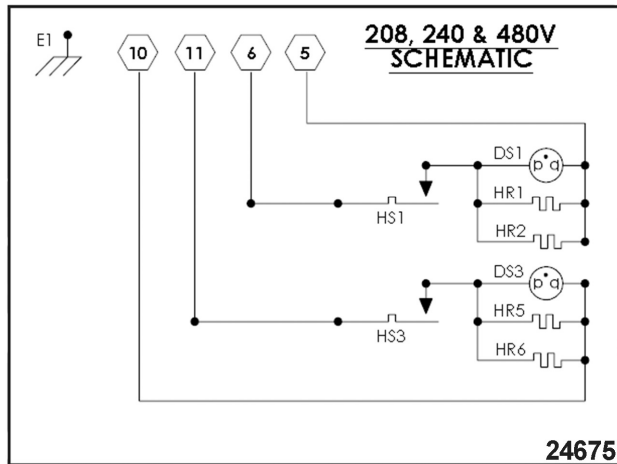 E1
10
11
6
5
208, 240 & 480V
SCHEMATIC
DS1
HR1
HS1
HR2
DS3
HR5
HS3
HR6
24675